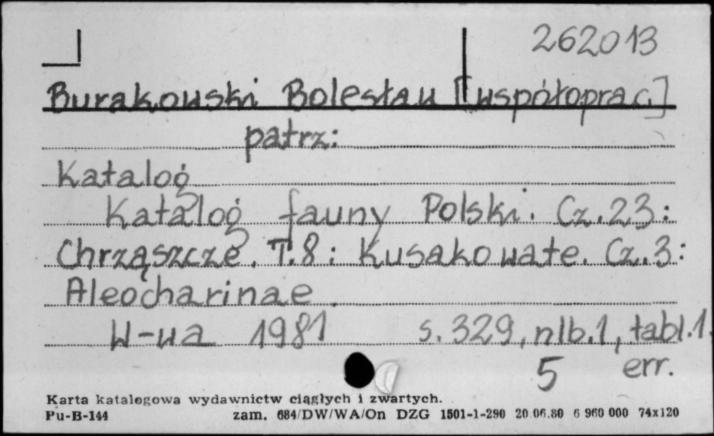 262013
Burakowski Bolesław [współoprac.]
patrz:
Katalog
Katalog fauny Polski. Cz.23:
Chrząszcze. T.8: Kusakowate. Cz.3:
Aleocharinae.
W-wa 1981 s. 329, nlb.1, tabl.1.
5 err.
Karta katalogowa wydawnictw ciągłych i zwartych.
Pu-B-144 zam. 684/DW/WA/On DZG 1501-1-290 20 06.80 6 960 000 74x120